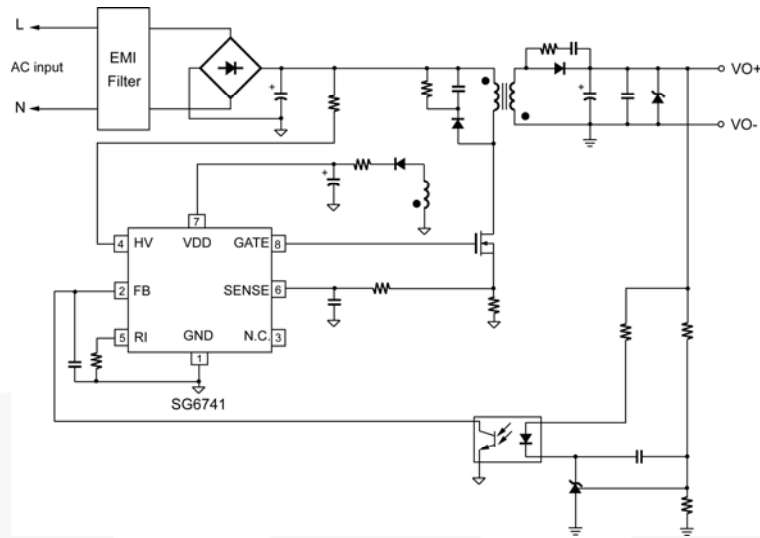 L
AC input
N
EMI
Filter
+
+
+
VO+
VO-
7
4 HV VDD GATE 8
2 FB SENSE 6
5 RI GND N.C. 3
1
SG6741